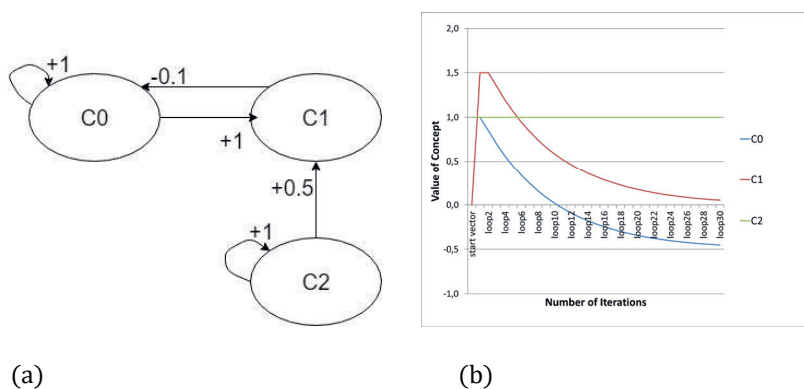 +1
-0.1
C0
C1
+1
+0.5
+1
C2
(a)
2,0
1,5
1,0
0,5
0,0
-0,5
-1,0
Value of Concept
start vector
loop2
loop4
loop6
loop8
loop10
loop12
loop14
loop16
loop18
loop20
loop22
loop24
loop26
loop28
loop30
Number of Iterations
C0
C1
C2
(b)